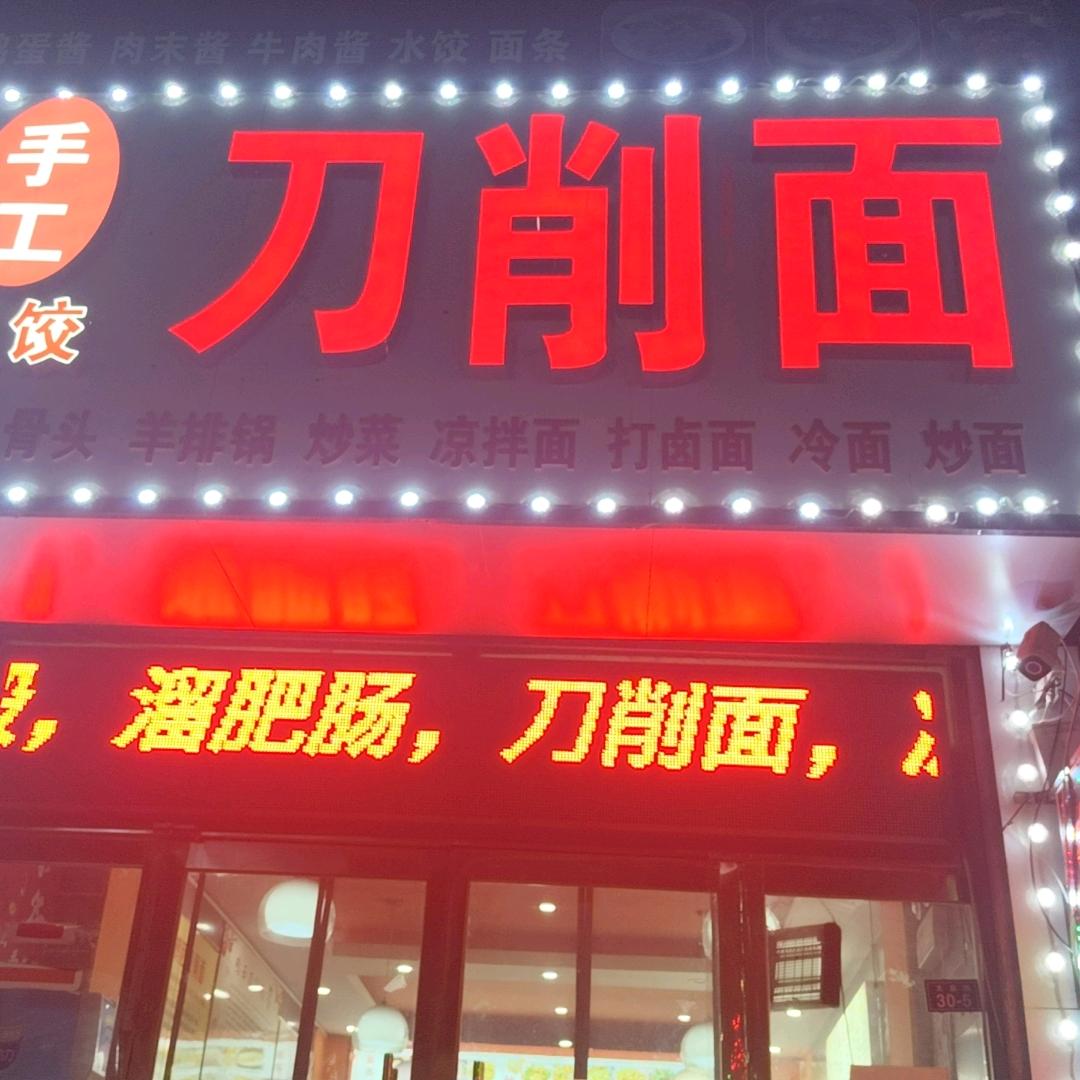 蛋酱 肉末酱 牛肉酱 水饺 面条
手工
饺
刀削面
骨头 羊排锅 炒菜 凉拌面 打卤面 冷面 炒面
，溜肥肠，刀削面，
30-5